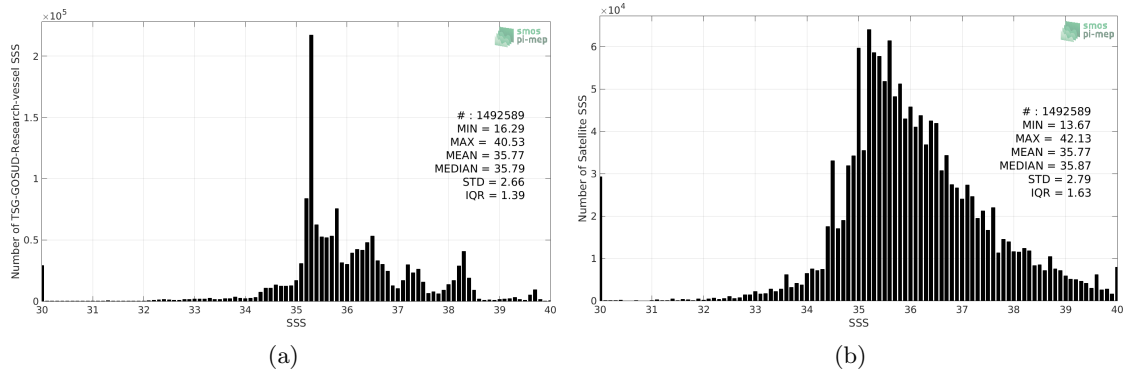 ×10⁵
smos
pi-mep
Number of TSG-GOSUD-Research-vessel SSS
2
1.5
1
0.5
0
# : 1492589
MIN = 16.29
MAX = 40.53
MEAN = 35.77
MEDIAN = 35.79
STD = 2.66
IQR = 1.39
30 31 32 33 34 35 36 37 38 39 40
SSS
(a)
×10⁴
smos
pi-mep
Number of Satellite SSS
6
5
4
3
2
1
0
# : 1492589
MIN = 13.67
MAX = 42.13
MEAN = 35.77
MEDIAN = 35.87
STD = 2.79
IQR = 1.63
30 31 32 33 34 35 36 37 38 39 40
SSS
(b)